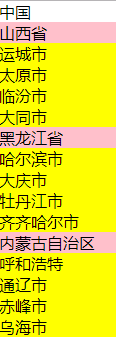 中国
山西省
运城市
太原市
临汾市
大同市
黑龙江省
哈尔滨市
大庆市
牡丹江市
齐齐哈尔市
内蒙古自治区
呼和浩特
通辽市
赤峰市
乌海市